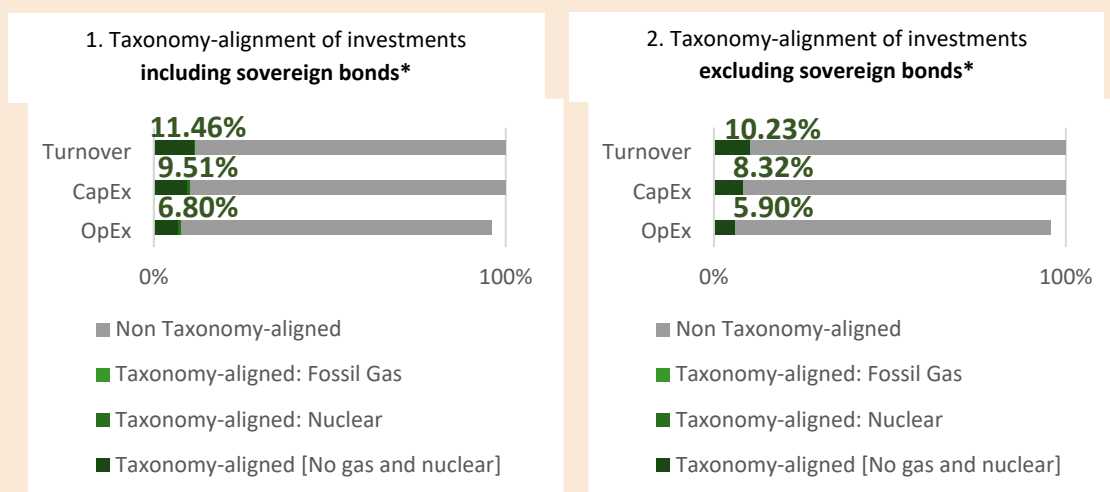 1. Taxonomy-alignment of investments
including sovereign bonds*
11.46%
Turnover
9.51%
CapEx
6.80%
OpEx
0%
100%
Non Taxonomy-aligned
Taxonomy-aligned: Fossil Gas
Taxonomy-aligned: Nuclear
Taxonomy-aligned [No gas and nuclear]
2. Taxonomy-alignment of investments
excluding sovereign bonds*
10.23%
Turnover
8.32%
CapEx
5.90%
OpEx
0%
100%
Non Taxonomy-aligned
Taxonomy-aligned: Fossil Gas
Taxonomy-aligned: Nuclear
Taxonomy-aligned [No gas and nuclear]